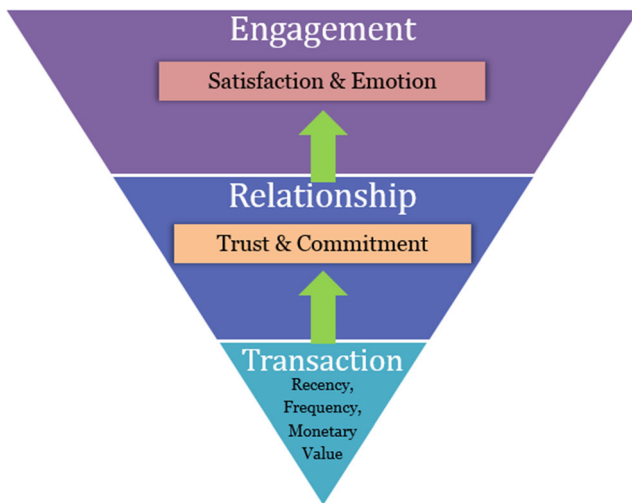 Engagement
Satisfaction & Emotion
Relationship
Trust & Commitment
Transaction
Recency,
Frequency,
Monetary
Value